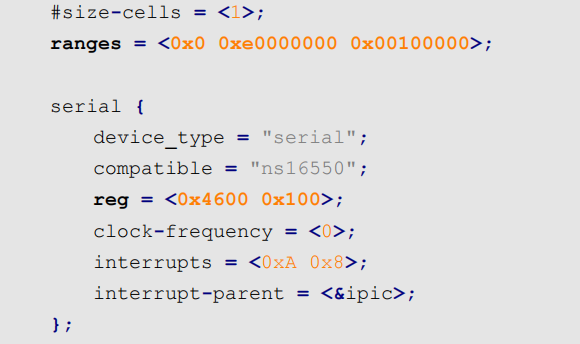 #size-cells = <1>;
ranges = <0x0 0xe0000000 0x00100000>;
serial {
device_type = "serial";
compatible = "ns16550";
reg = <0x4600 0x100>;
clock-frequency = <0>;
interrupts = <0xA 0x8>;
interrupt-parent = <&ipic>;
};